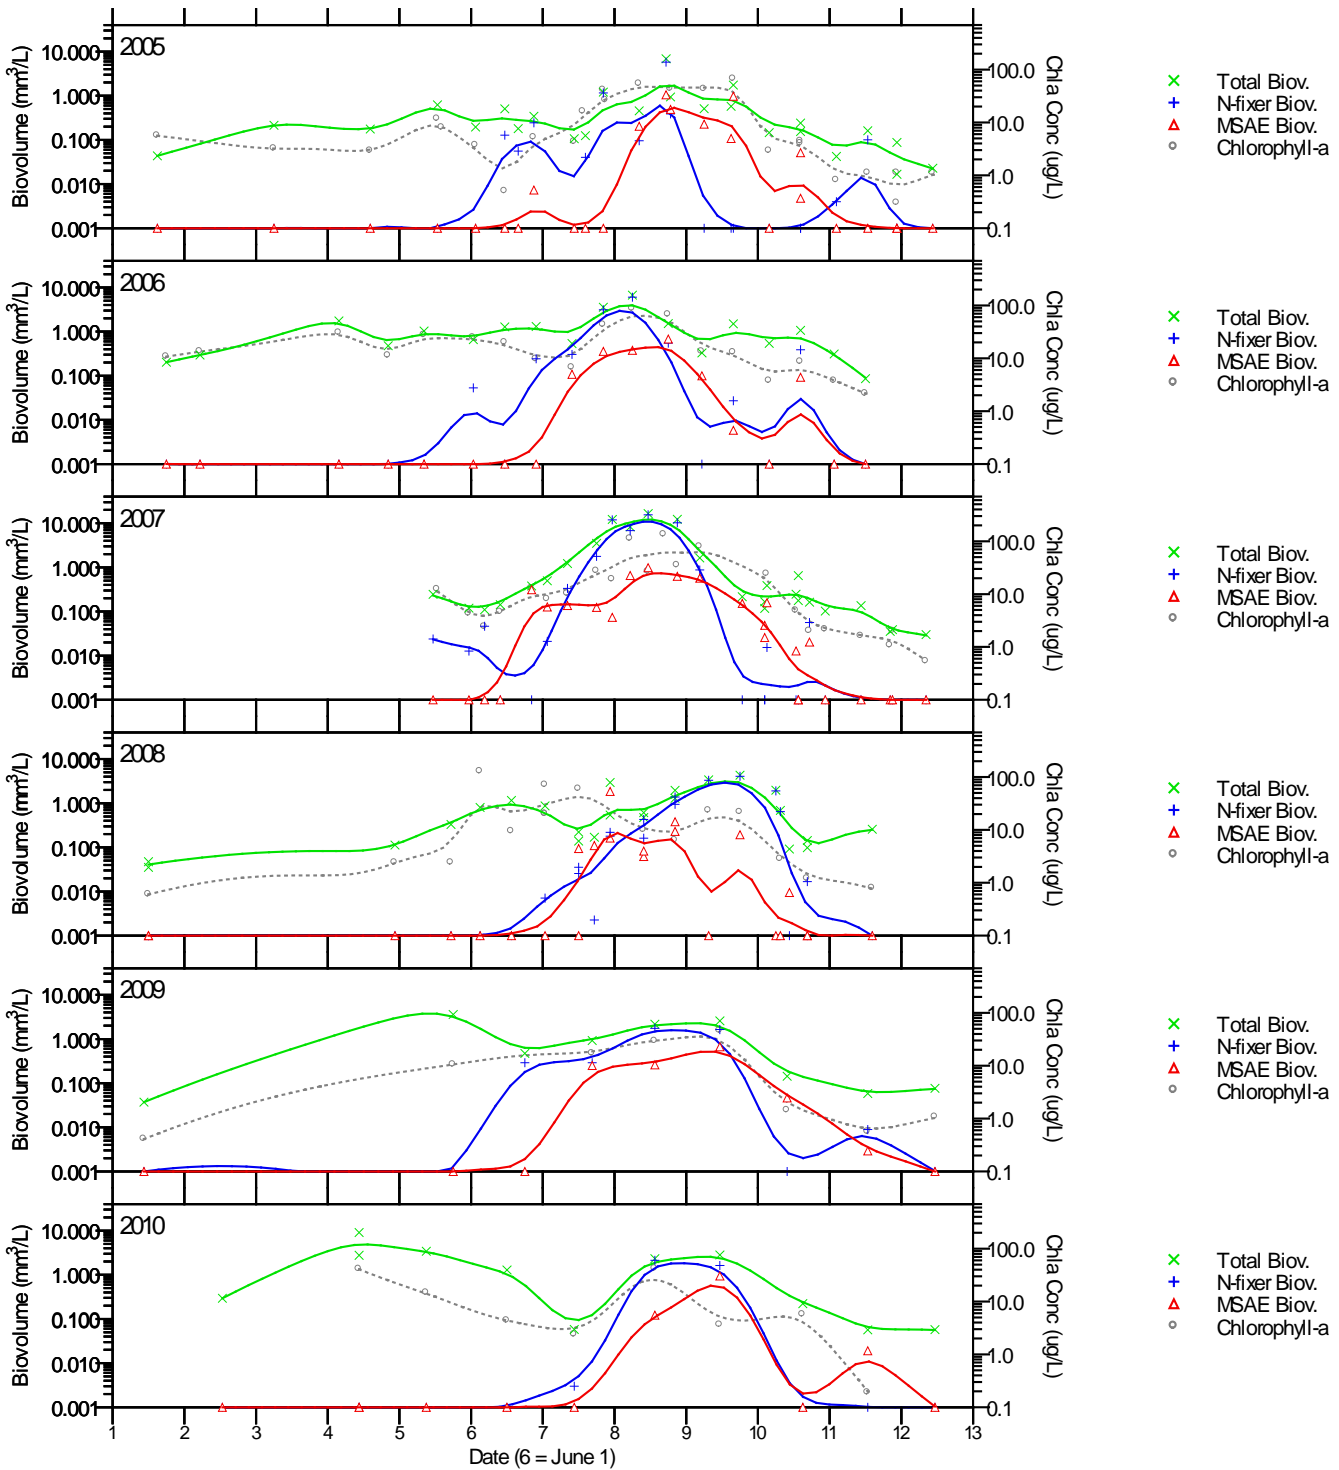 2005
Biovolume (mm3/L)
10.000
1.000
0.100
0.010
0.001
100.0
10.0
1.0
0.1
Chla Conc (ug/L)
Total Biov.
N-fixer Biov.
MSAE Biov.
Chlorophyll-a
2006
Biovolume (mm3/L)
10.000
1.000
0.100
0.010
0.001
100.0
10.0
1.0
0.1
Chla Conc (ug/L)
Total Biov.
N-fixer Biov.
MSAE Biov.
Chlorophyll-a
2007
Biovolume (mm3/L)
10.000
1.000
0.100
0.010
0.001
100.0
10.0
1.0
0.1
Chla Conc (ug/L)
Total Biov.
N-fixer Biov.
MSAE Biov.
Chlorophyll-a
2008
Biovolume (mm3/L)
10.000
1.000
0.100
0.010
0.001
100.0
10.0
1.0
0.1
Chla Conc (ug/L)
Total Biov.
N-fixer Biov.
MSAE Biov.
Chlorophyll-a
2009
Biovolume (mm3/L)
10.000
1.000
0.100
0.010
0.001
100.0
10.0
1.0
0.1
Chla Conc (ug/L)
Total Biov.
N-fixer Biov.
MSAE Biov.
Chlorophyll-a
2010
Biovolume (mm3/L)
10.000
1.000
0.100
0.010
0.001
100.0
10.0
1.0
0.1
Chla Conc (ug/L)
Total Biov.
N-fixer Biov.
MSAE Biov.
Chlorophyll-a
1 2 3 4 5 6 7 8 9 10 11 12 13
Date (6 = June 1)